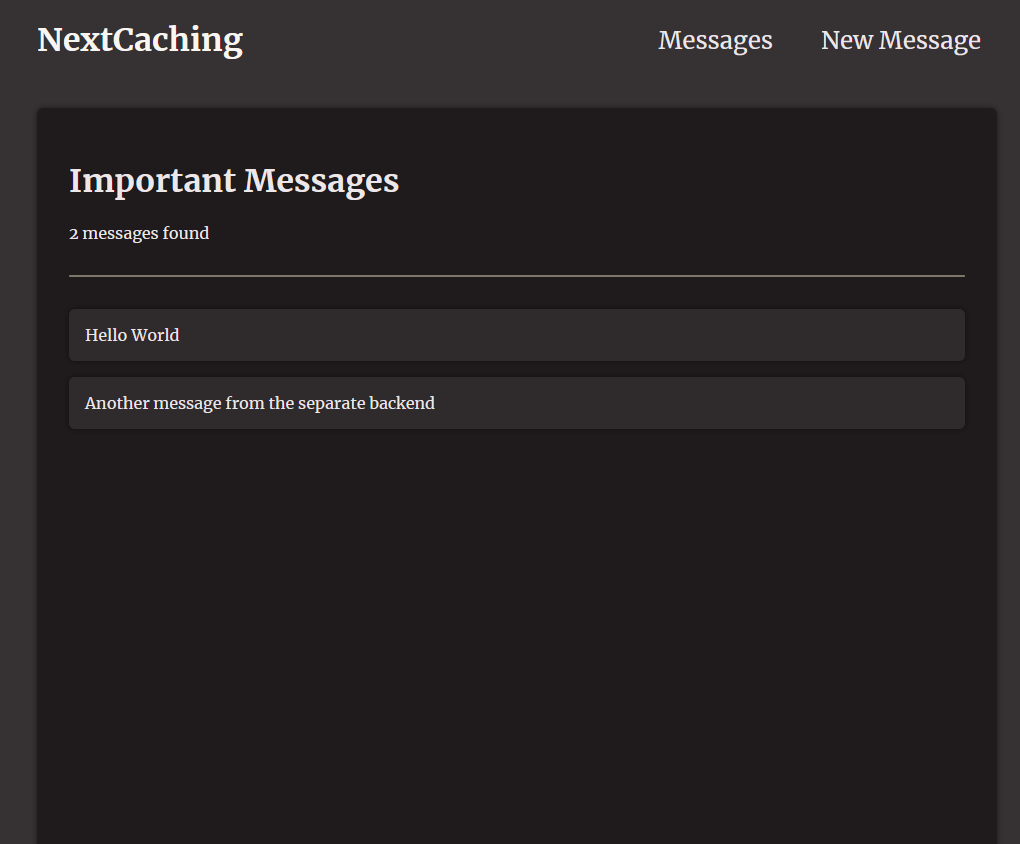 NextCaching
Messages
New Message
Important Messages
2 messages found
Hello World
Another message from the separate backend